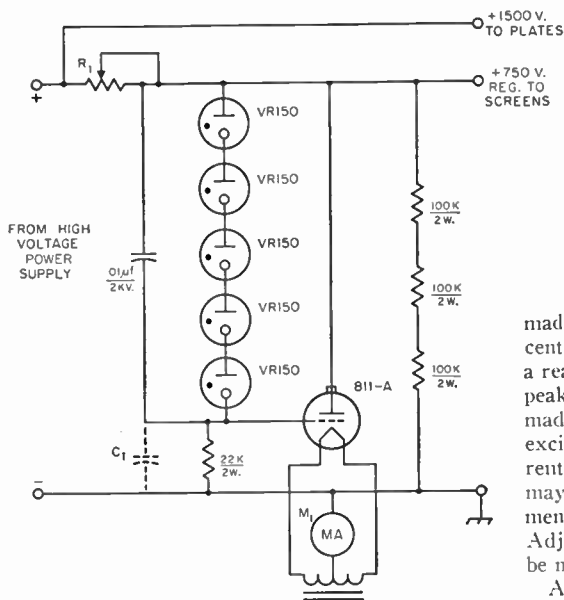 +1500 V.
TO PLATES
R1
+
+750 V.
REG. TO
SCREENS
VR150
VR150
VR150
VR150
VR150
FROM HIGH
VOLTAGE
POWER
SUPPLY
.01µf
2KV.
100K
2W.
100K
2W.
100K
2W.
811-A
C1
22K
2W.
−
M1
MA
mad
cent
a rea
peak
mad
exci
rent
may
men
Adj
be n
A